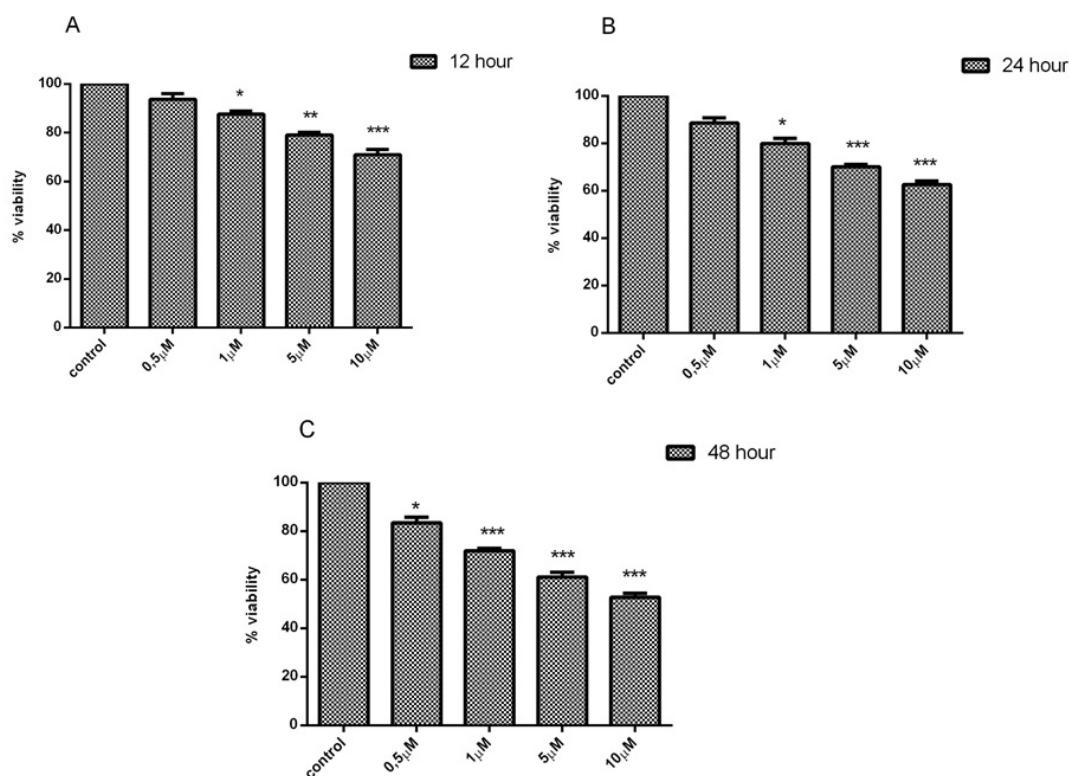 A
12 hour
100
80
60
40
20
0
% viability
*
**
***
control
0,5μM
1μM
5μM
10μM
B
24 hour
100
80
60
40
20
0
% viability
*
***
***
control
0,5μM
1μM
5μM
10μM
C
48 hour
100
80
60
40
20
0
% viability
*
***
***
***
control
0,5μM
1μM
5μM
10μM